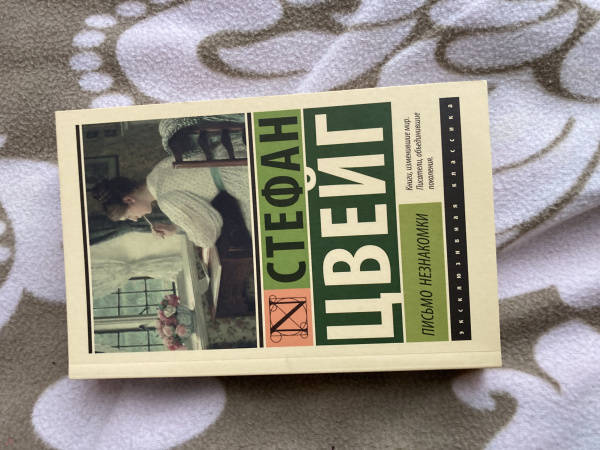 СТЕФАН
ЦВЕЙГ
Книги, изменившие мир.
Писатели, объединившие
поколения.
ПИСЬМО НЕЗНАКОМКИ
эксклюзивная классика